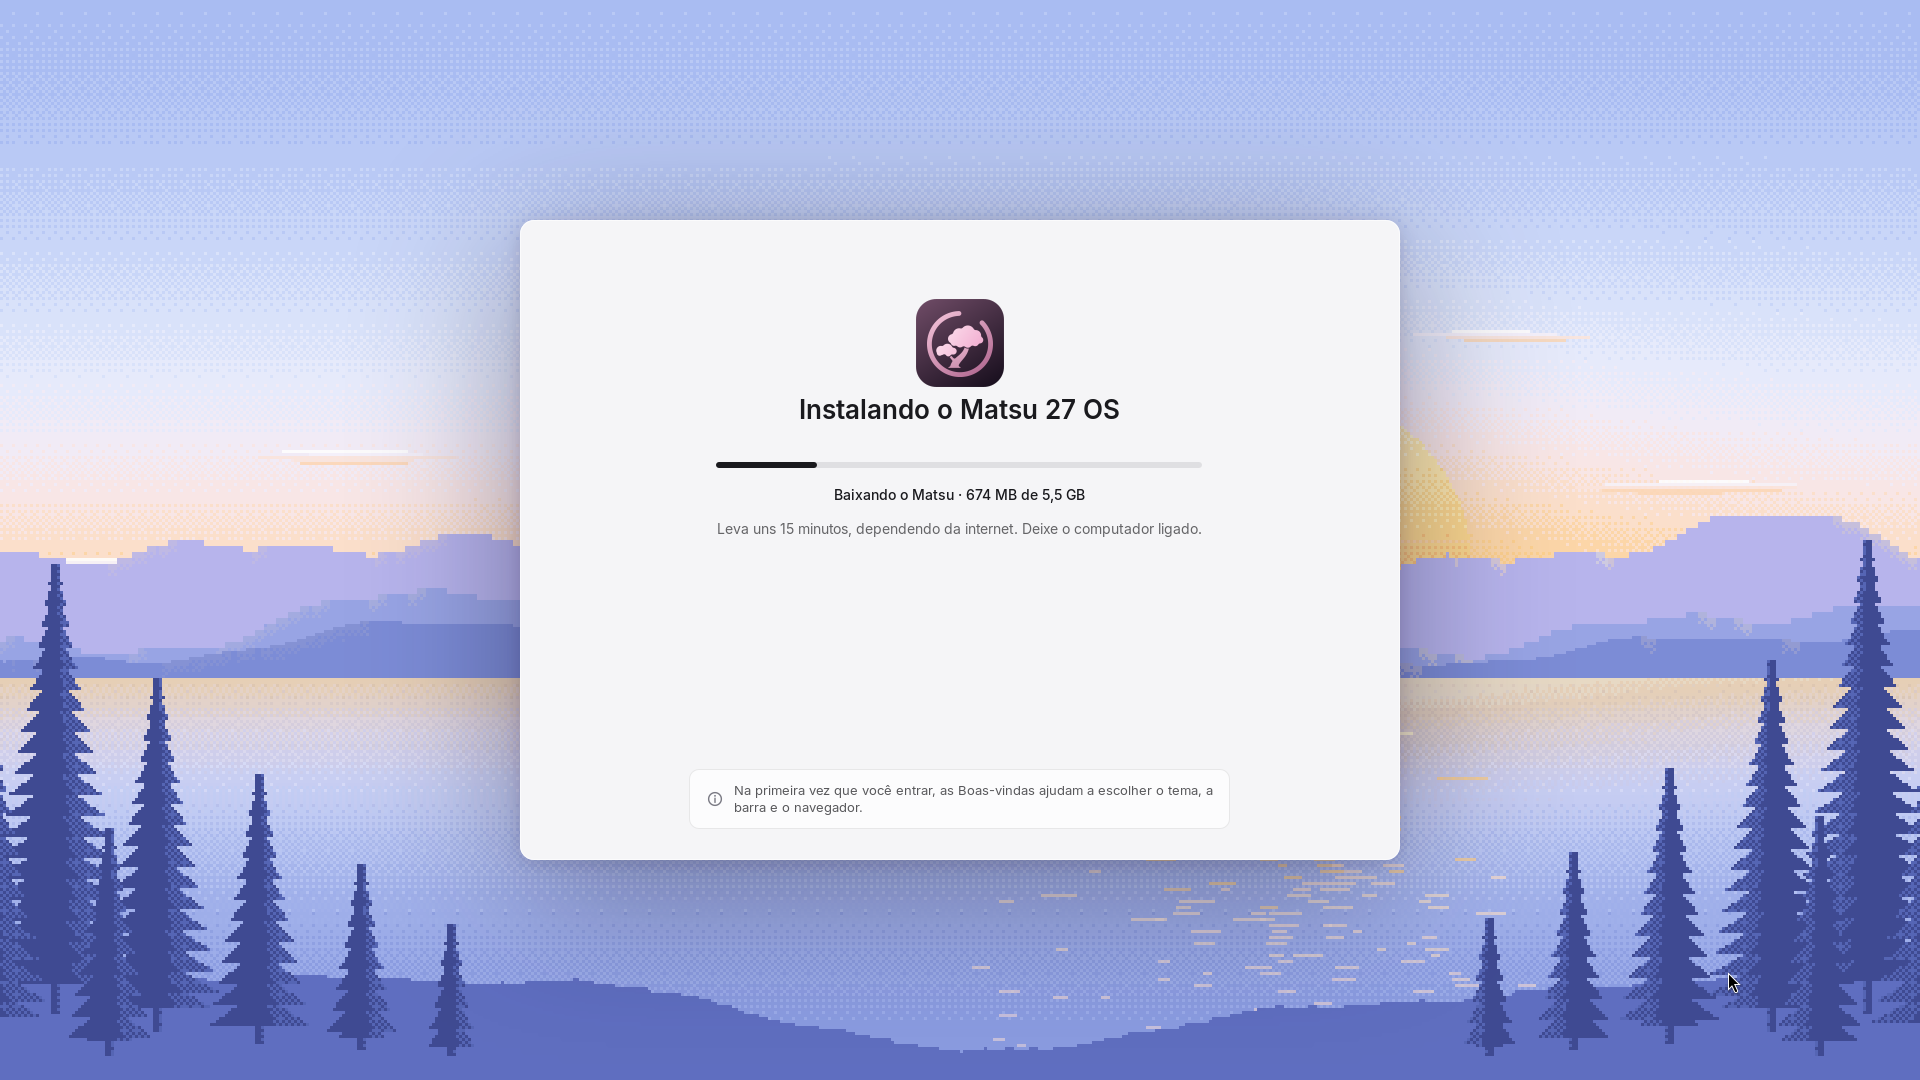 Instalando o Matsu 27 OS
Baixando o Matsu · 674 MB de 5,5 GB
Leva uns 15 minutos, dependendo da internet. Deixe o computador ligado.
Na primeira vez que você entrar, as Boas-vindas ajudam a escolher o tema, a
barra e o navegador.